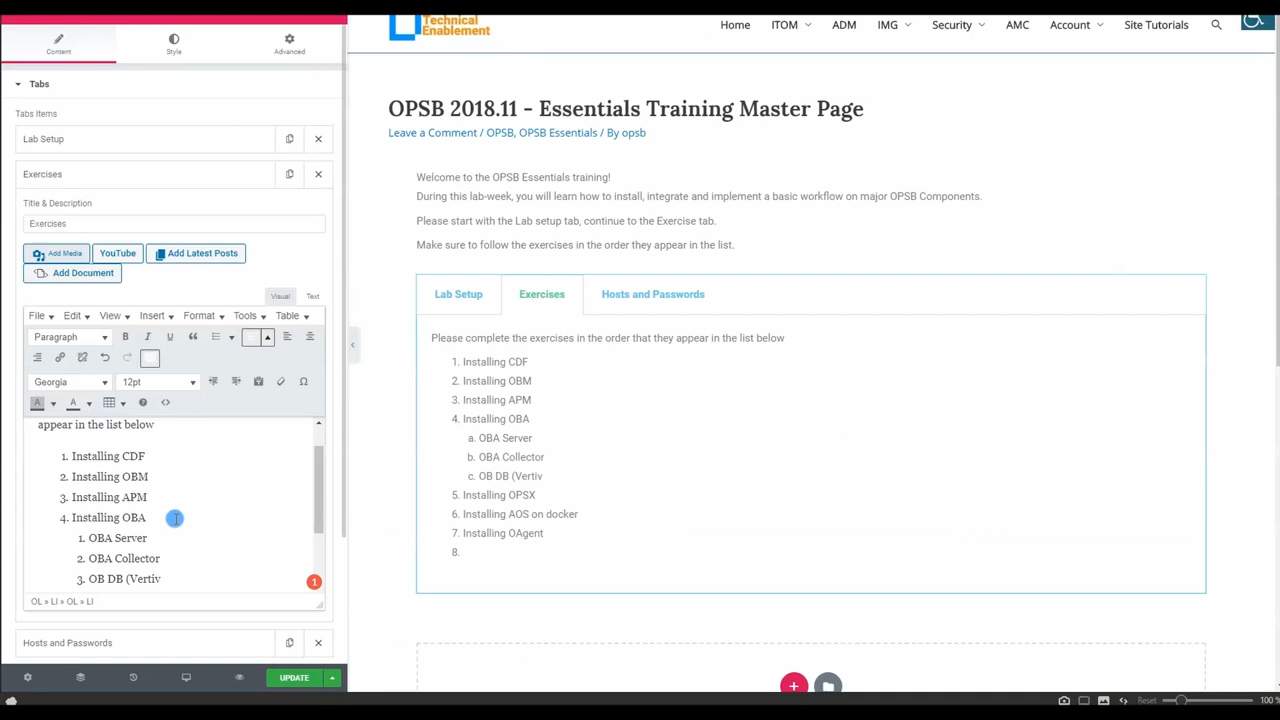 Technical
Enablement
Home ITOM ADM IMG Security AMC Account Site Tutorials
Content Style Advanced
Tabs
Tabs Items
Lab Setup
Exercises
Title & Description
Exercises
Add Media YouTube Add Latest Posts
Add Document
Visual Text
File Edit View Insert Format Tools Table
Paragraph B I U
Georgia 12pt
A A
appear in the list below
1. Installing CDF
2. Installing OBM
3. Installing APM
4. Installing OBA
1. OBA Server
2. OBA Collector
3. OB DB (Vertiv
1
OL » LI » OL » LI
Hosts and Passwords
UPDATE
OPSB 2018.11 - Essentials Training Master Page
Leave a Comment / OPSB, OPSB Essentials / By opsb
Welcome to the OPSB Essentials training!
During this lab-week, you will learn how to install, integrate and implement a basic workflow on major OPSB Components.
Please start with the Lab setup tab, continue to the Exercise tab.
Make sure to follow the exercises in the order they appear in the list.
Lab Setup Exercises Hosts and Passwords
Please complete the exercises in the order that they appear in the list below
1. Installing CDF
2. Installing OBM
3. Installing APM
4. Installing OBA
a. OBA Server
b. OBA Collector
c. OB DB (Vertiv
5. Installing OPSX
6. Installing AOS on docker
7. Installing OAgent
8.
Reset 100 %